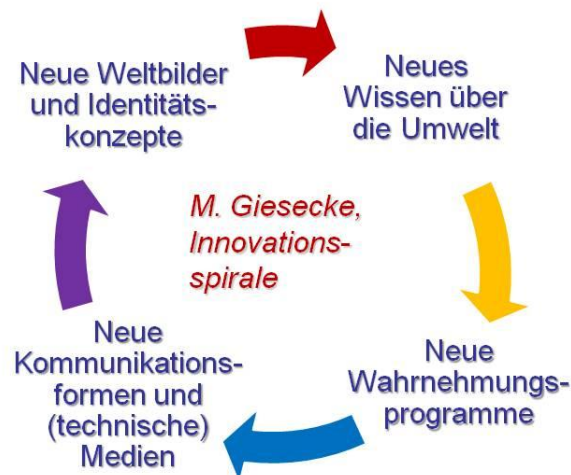 Neue Weltbilder
und Identitäts-
konzepte
Neues
Wissen über
die Umwelt
M. Giesecke,
Innovations-
spirale
Neue
Kommunikations-
formen und
(technische)
Medien
Neue
Wahrnehmungs-
programme